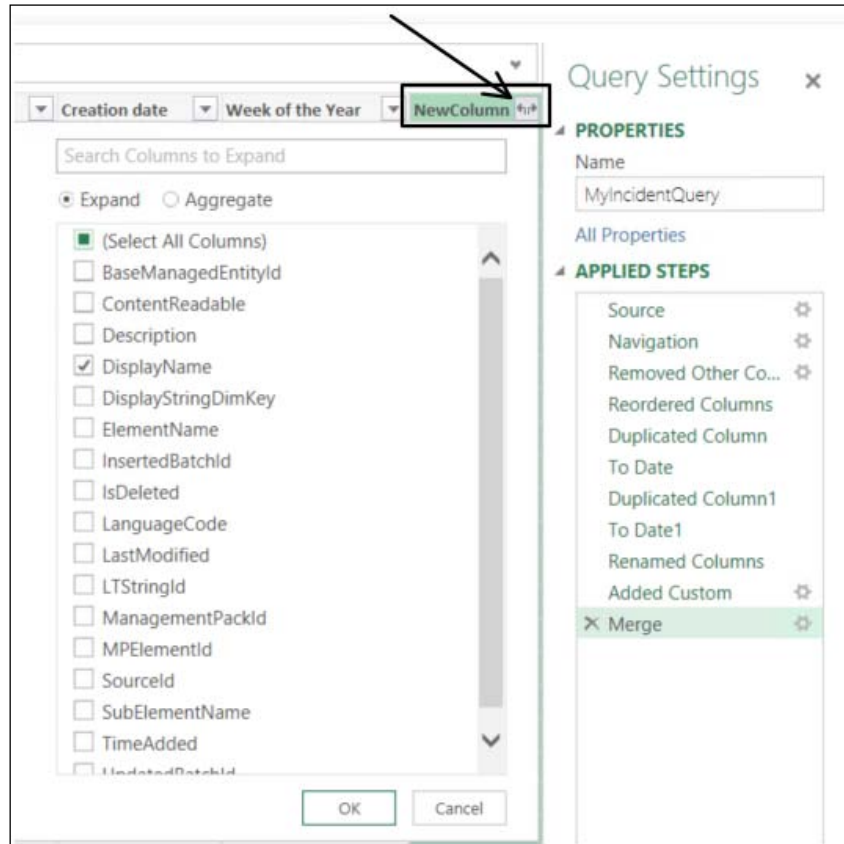 Creation date
Week of the Year
NewColumn
Search Columns to Expand
Expand
Aggregate
(Select All Columns)
BaseManagedEntityId
ContentReadable
Description
DisplayName
DisplayStringDimKey
ElementName
InsertedBatchId
IsDeleted
LanguageCode
LastModified
LTStringId
ManagementPackId
MPElementId
SourceId
SubElementName
TimeAdded
OK
Cancel
Query Settings
PROPERTIES
Name
MyIncidentQuery
All Properties
APPLIED STEPS
Source
Navigation
Removed Other Co...
Reordered Columns
Duplicated Column
To Date
Duplicated Column1
To Date1
Renamed Columns
Added Custom
Merge